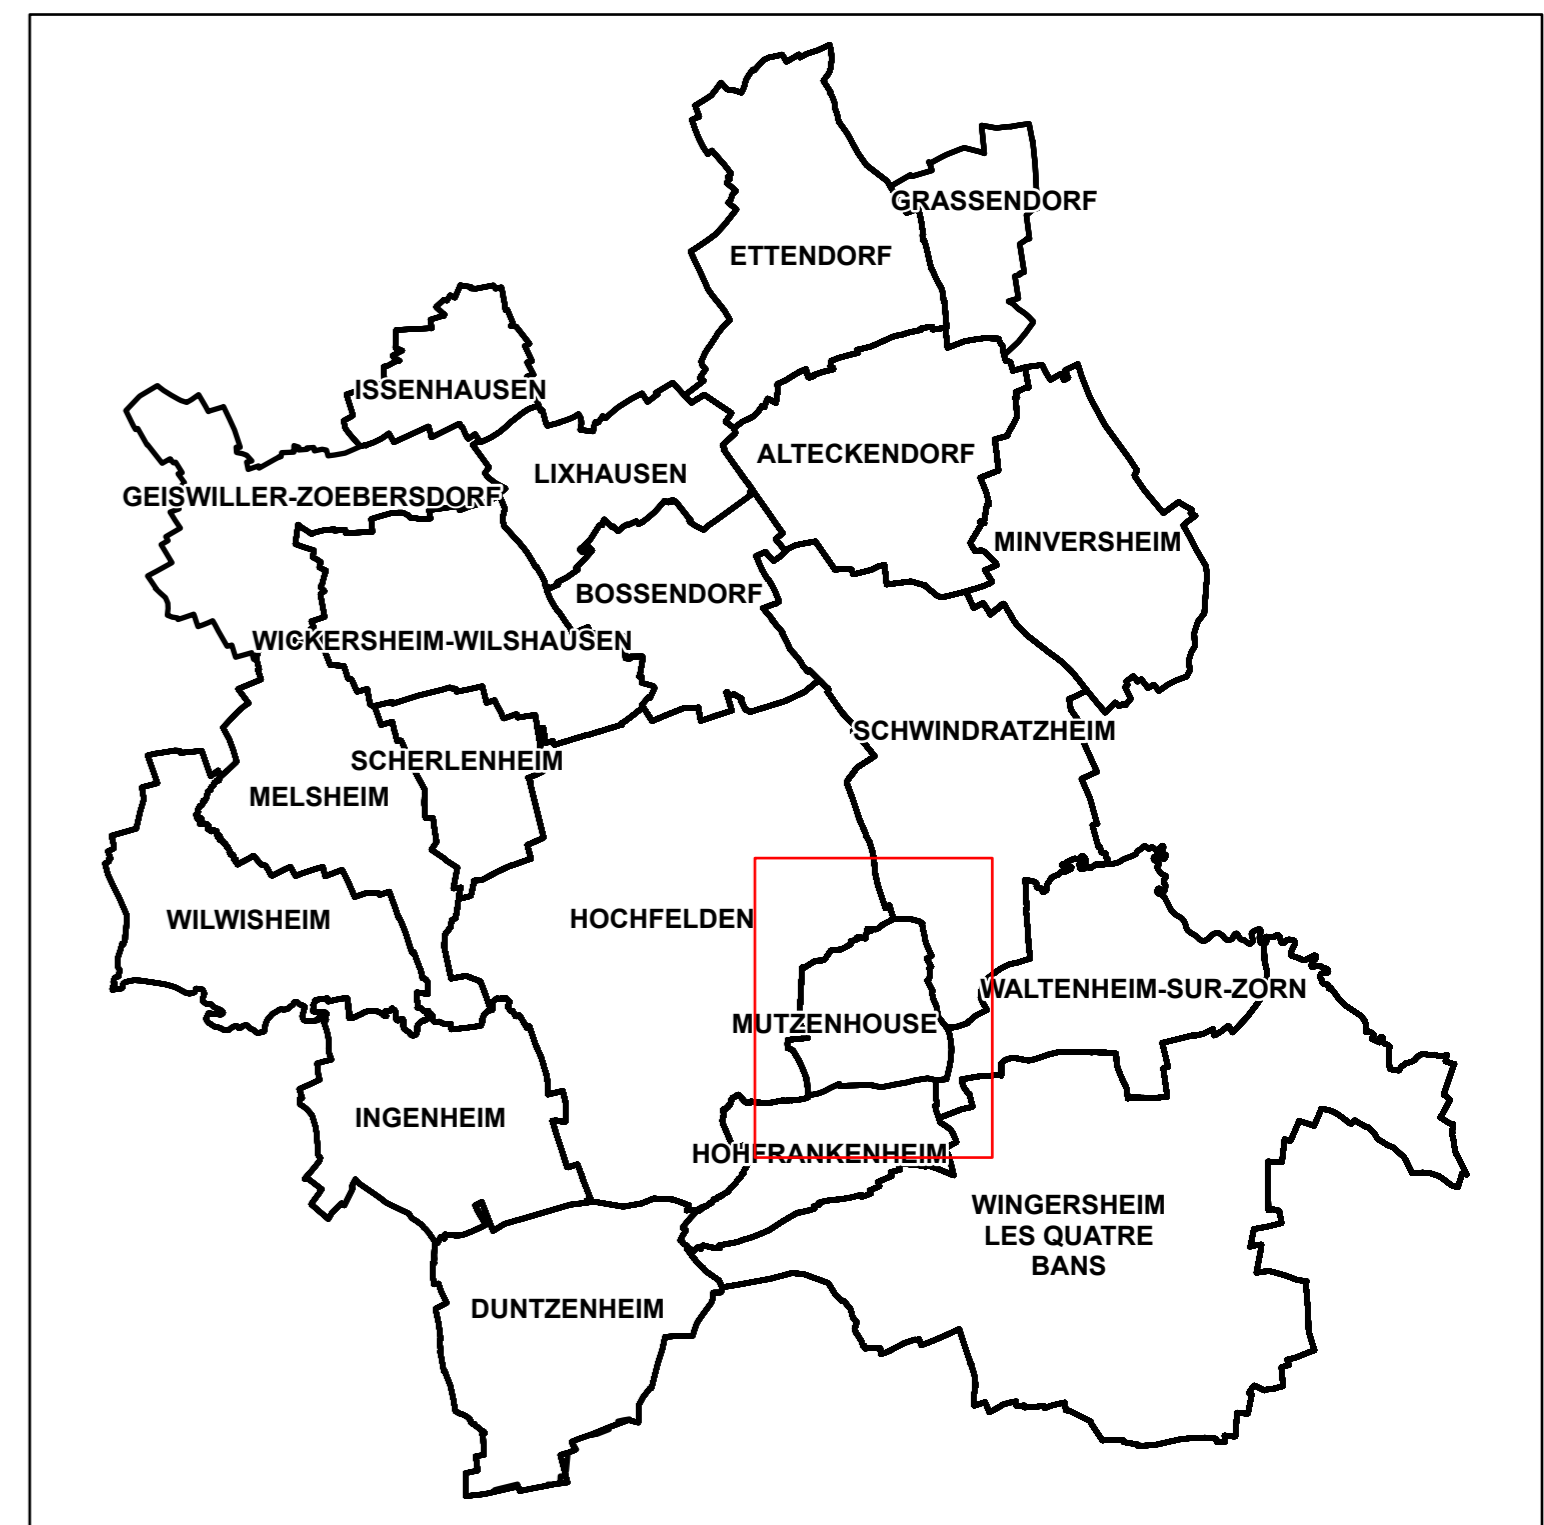 GRASSENDORF
ETTENDORF
ISSENHAUSEN
ALTECKENDORF
LIXHAUSEN
GEISWILLER-ZOEBERSDORF
MINVERSHEIM
BOSSENDORF
WICKERSHEIM-WILSHAUSEN
SCHWINDRATZHEIM
SCHERLENHEIM
MELSHEIM
WILWISHEIM
HOCHFELDEN
WALTENHEIM-SUR-ZORN
MUTZENHOUSE
INGENHEIM
HOHFRANKENHEIM
WINGERSHEIM
LES QUATRE
BANS
DUNTZENHEIM